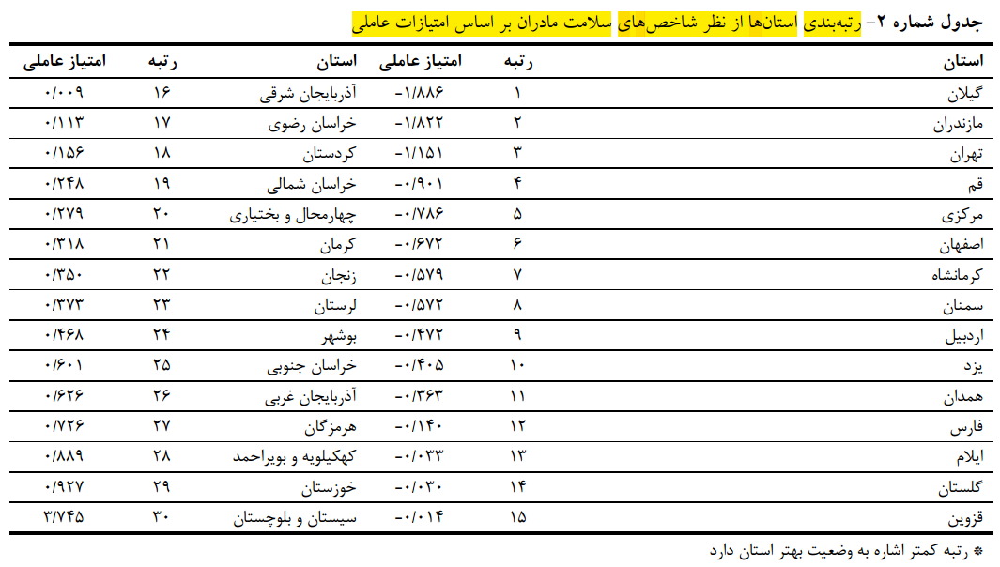 جدول شماره ۲- رتبه‌بندی استان‌ها از نظر شاخص‌های سلامت مادران بر اساس امتیازات عاملی
استان رتبه امتیاز عاملی استان رتبه امتیاز عاملی
گیلان ۱ -۱/۸۸۶ آذربایجان شرقی ۱۶ ۰/۰۰۹
مازندران ۲ -۱/۸۲۲ خراسان رضوی ۱۷ ۰/۱۱۳
تهران ۳ -۱/۱۵۱ کردستان ۱۸ ۰/۱۵۶
قم ۴ -۰/۹۰۱ خراسان شمالی ۱۹ ۰/۲۴۸
مرکزی ۵ -۰/۷۸۶ چهارمحال و بختیاری ۲۰ ۰/۲۷۹
اصفهان ۶ -۰/۶۷۲ کرمان ۲۱ ۰/۳۱۸
کرمانشاه ۷ -۰/۵۷۹ زنجان ۲۲ ۰/۳۵۰
سمنان ۸ -۰/۵۷۲ لرستان ۲۳ ۰/۳۷۳
اردبیل ۹ -۰/۴۷۲ بوشهر ۲۴ ۰/۴۶۸
یزد ۱۰ -۰/۴۰۵ خراسان جنوبی ۲۵ ۰/۶۰۱
همدان ۱۱ -۰/۳۶۳ آذربایجان غربی ۲۶ ۰/۶۲۶
فارس ۱۲ -۰/۱۴۰ هرمزگان ۲۷ ۰/۷۲۶
ایلام ۱۳ -۰/۰۳۳ کهکیلویه و بویراحمد ۲۸ ۰/۸۸۹
گلستان ۱۴ -۰/۰۳۰ خوزستان ۲۹ ۰/۹۲۷
قزوین ۱۵ -۰/۰۱۴ سیستان و بلوچستان ۳۰ ۳/۷۴۵
* رتبه کمتر اشاره به وضعیت بهتر استان دارد